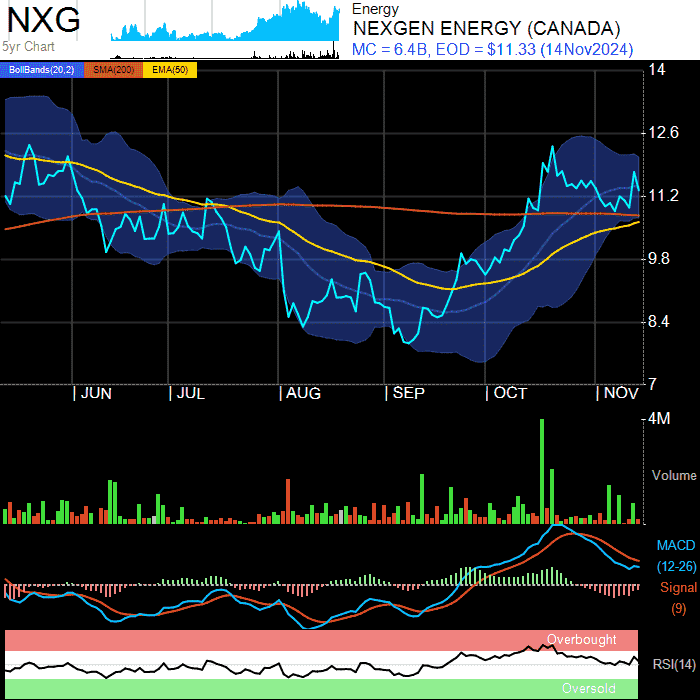 NXG
5yr Chart
Energy
NEXGEN ENERGY (CANADA)
MC = 6.4B, EOD = $11.33 (14Nov2024)
BollBands(20,2) SMA(200) EMA(50)
14
12.6
11.2
9.8
8.4
7
JUN JUL AUG SEP OCT NOV
4M
Volume
MACD
(12-26)
Signal
(9)
Overbought
RSI(14)
Oversold